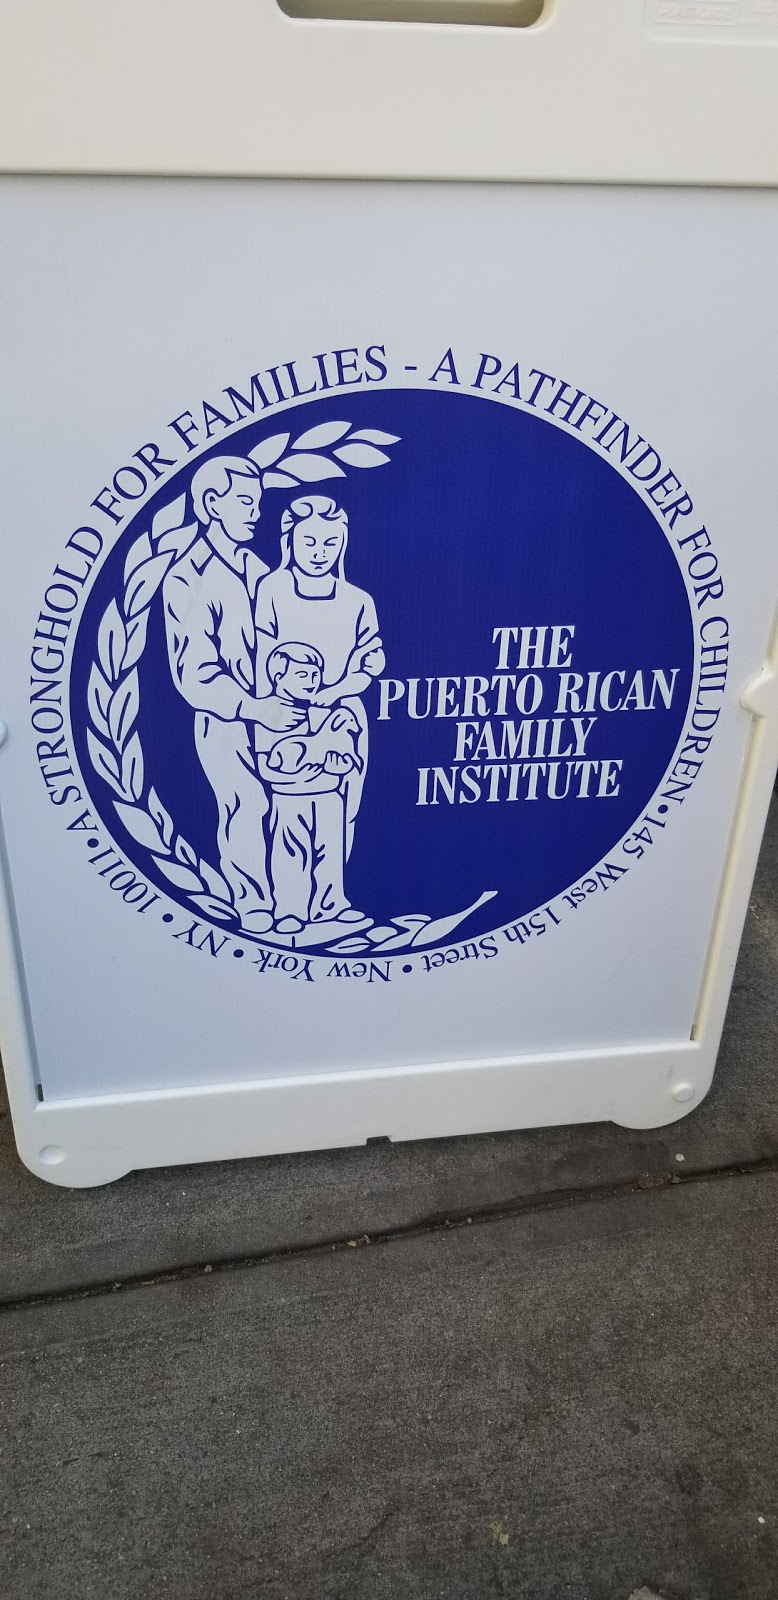 A STRONGHOLD FOR FAMILIES - A PATHFINDER FOR CHILDREN • 145 West 15th Street • New York • NY • 10011 •
THE
PUERTO RICAN
FAMILY
INSTITUTE